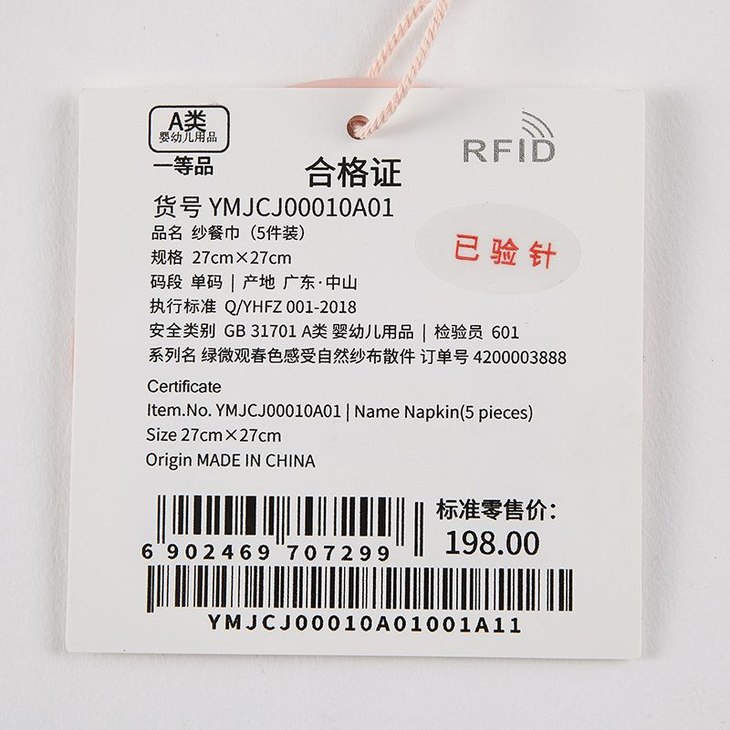 A类
婴幼儿用品
一等品
RFID
合格证
货号 YMJCJ00010A01
品名 纱餐巾（5件装）
已验针
规格 27cm×27cm
码段 单码 | 产地 广东·中山
执行标准 Q/YHFZ 001-2018
安全类别 GB 31701 A类 婴幼儿用品 | 检验员 601
系列名 绿微观春色感受自然纱布散件 订单号 4200003888
Certificate
Item.No. YMJCJ00010A01 | Name Napkin(5 pieces)
Size 27cm×27cm
Origin MADE IN CHINA
标准零售价：
198.00
6 902469 707299
YMJCJ00010A01001A11